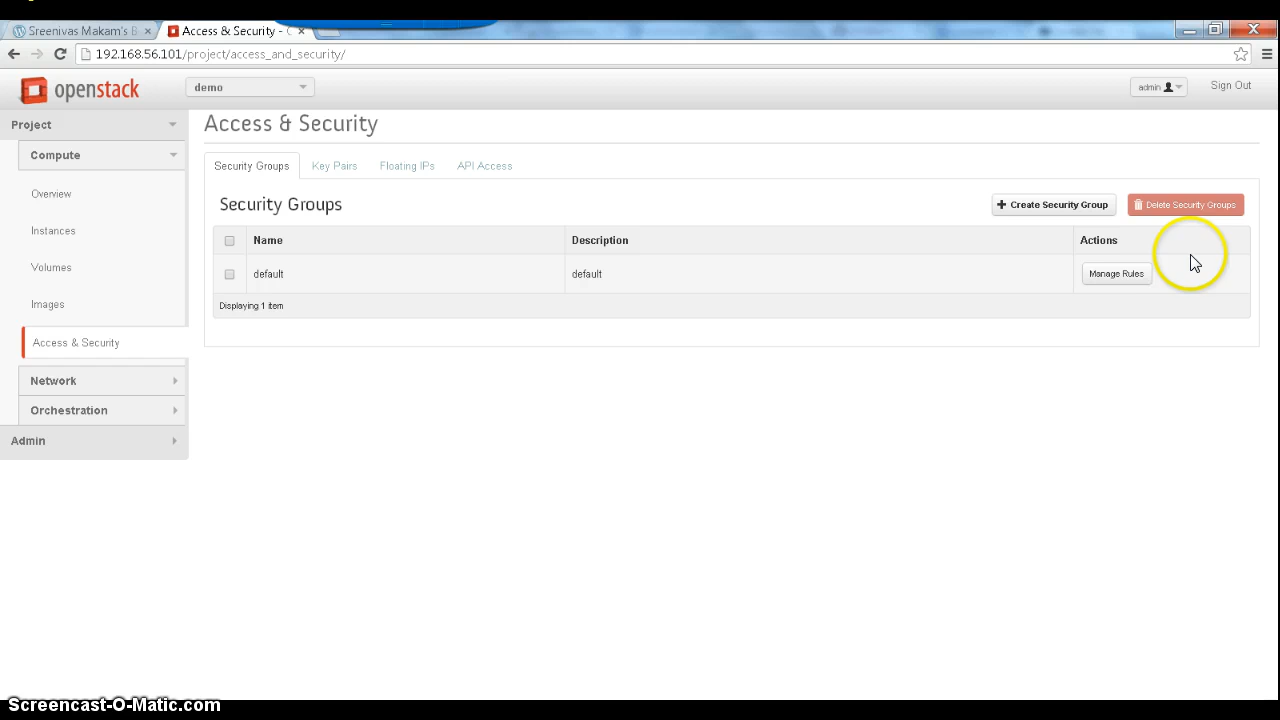 Sreenivas Makam's B
Access & Security -
192.168.56.101/project/access_and_security/
openstack
demo
admin
Sign Out
Project
Compute
Overview
Instances
Volumes
Images
Access & Security
Network
Orchestration
Admin
Access & Security
Security Groups
Key Pairs
Floating IPs
API Access
Security Groups
+ Create Security Group
Delete Security Groups
Name
Description
Actions
default
default
Manage Rules
Displaying 1 item
Screencast-O-Matic.com